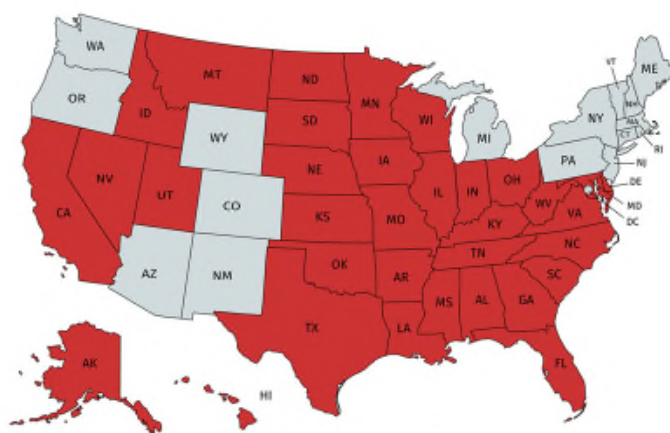 WA
MT
ND
MN
VT
ME
OR
ID
SD
WI
NH
WY
MI
NY
MA
CT
RI
NE
IA
PA
NJ
NV
UT
CO
IL
IN
OH
DE
CA
KS
MO
WV
MD
KY
VA
DC
AZ
NM
OK
AR
TN
NC
SC
TX
LA
MS
AL
GA
FL
AK
HI